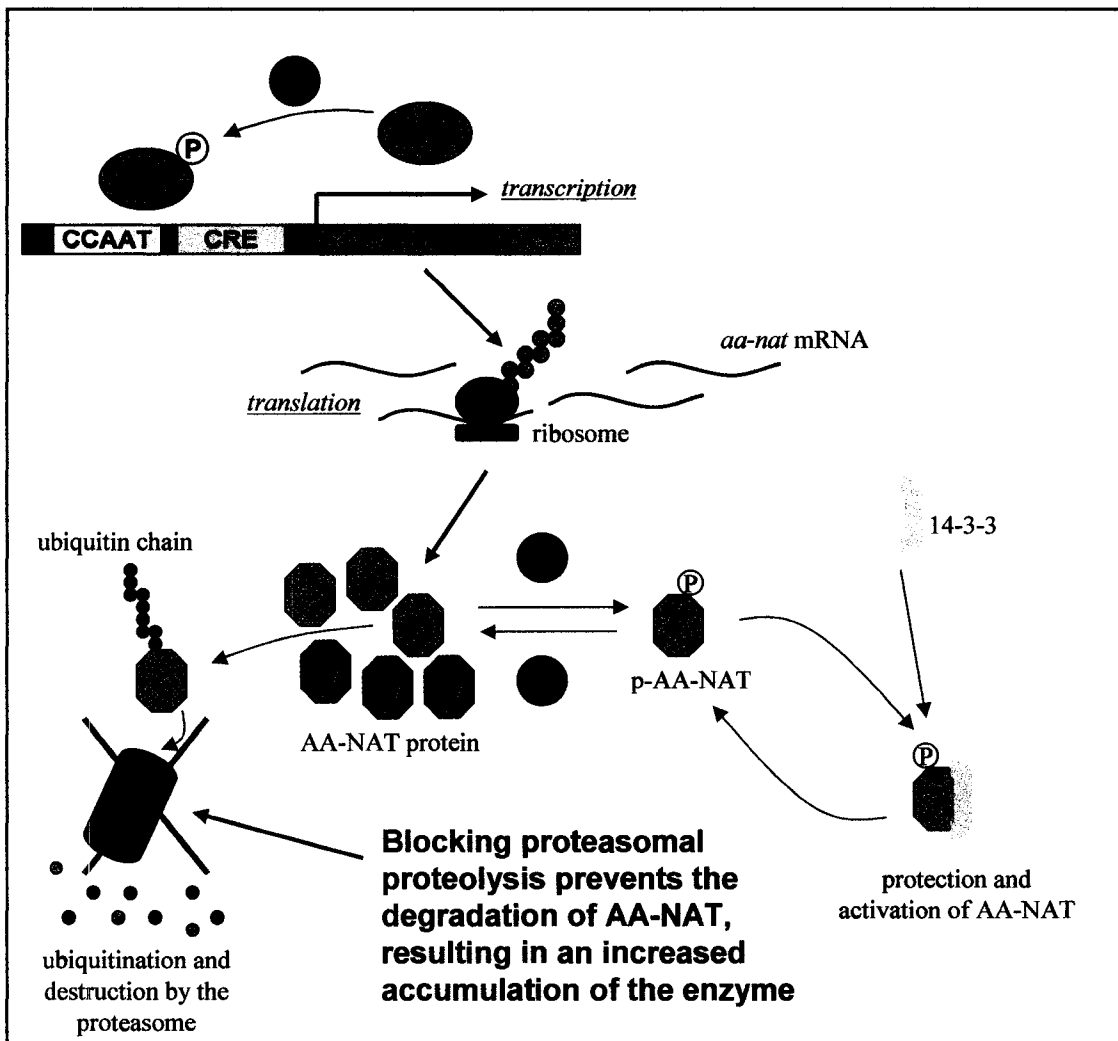 P
transcription
CCAAT
CRE
aa-nat mRNA
translation
ribosome
14-3-3
ubiquitin chain
P
p-AA-NAT
AA-NAT protein
P
Blocking proteasomal
proteolysis prevents the
degradation of AA-NAT,
resulting in an increased
accumulation of the enzyme
protection and
activation of AA-NAT
ubiquitination and
destruction by the
proteasome